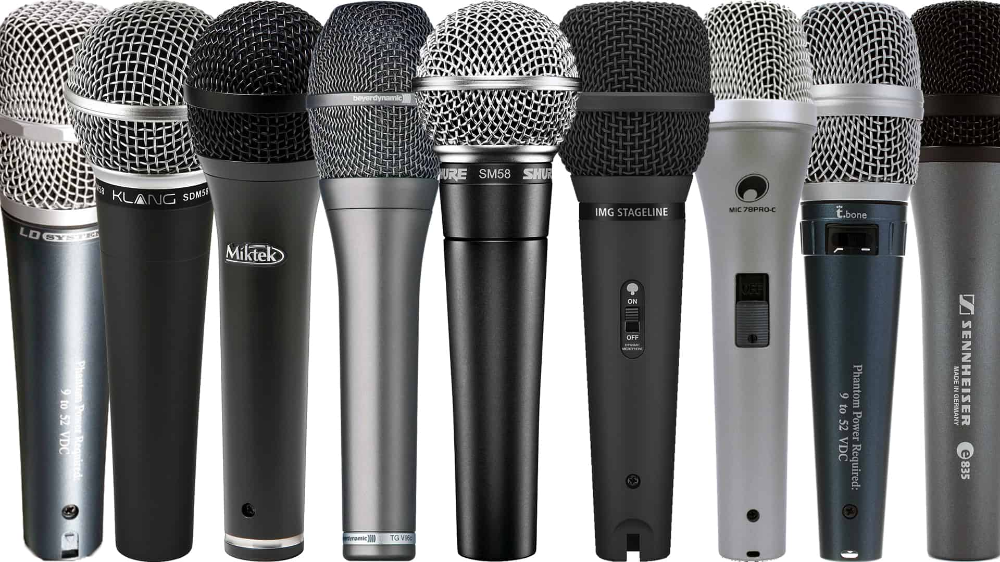 LD SYSTE
Phantom Power Required:
9 to 52 VDC
M58 KLANG SDM58
Miktek
beyerdynamic
erdynamic TG V96c
HURE SM58 SHUR
IMG STAGELINE
ON
OFF
DYNAMIC
MICROPHONE
MIC 78PRO-C
OFF
t.bone
Phantom Power Required:
9 to 52 VDC
SENNHEISER
MADE IN GERMANY
e835